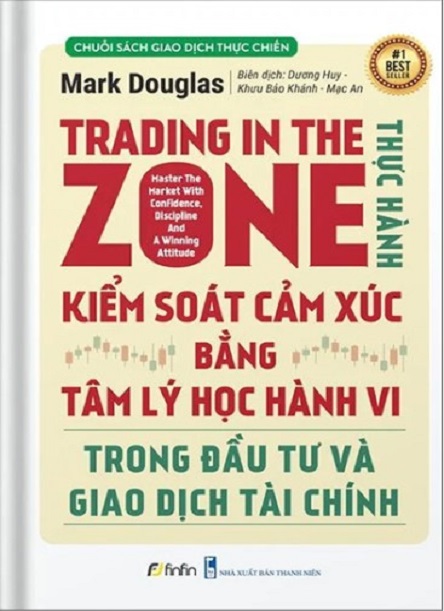 CHUỖI SÁCH GIAO DỊCH THỰC CHIẾN
#1
BEST
SELLER
Mark Douglas
Biên dịch: Dương Huy -
Khưu Bảo Khánh - Mạc An
TRADING IN THE
ZONE
Master The
Market With
Confidence,
Discipline
And
A Winning
Attitude
THỰC HÀNH
KIỂM SOÁT CẢM XÚC
BẰNG
TÂM LÝ HỌC HÀNH VI
TRONG ĐẦU TƯ VÀ
GIAO DỊCH TÀI CHÍNH
finfin
NHÀ XUẤT BẢN THANH NIÊN